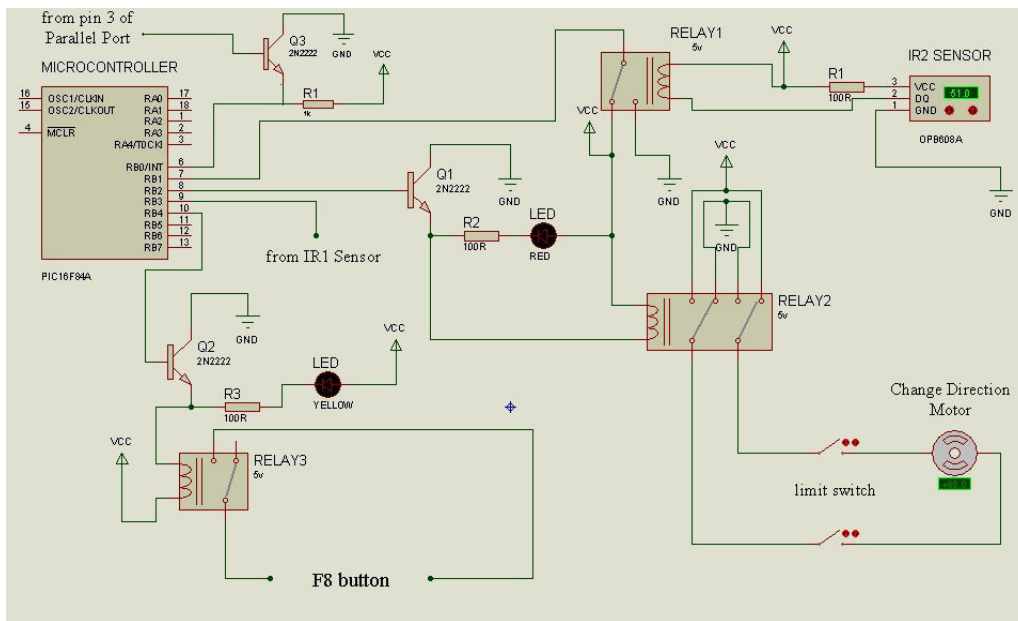 from pin 3 of
Parallel Port
Q3
2N2222
GND
VCC
R1
1k
MICROCONTROLLER
16
15
4
OSC1/CLKIN
OSC2/CLKOUT
MCLR
RA0
RA1
RA2
RA3
RA4/T0CKI
RB0/INT
RB1
RB2
RB3
RB4
RB5
RB6
RB7
17
18
1
2
3
6
7
8
9
10
11
12
13
PIC16F84A
from IR1 Sensor
Q1
2N2222
GND
R2
100R
LED
RED
RELAY1
5v
VCC
GND
VCC
R1
100R
IR2 SENSOR
3
2
1
VCC
DQ
GND
51.0
OPB608A
GND
VCC
GND
RELAY2
5v
Q2
2N2222
GND
R3
100R
LED
YELLOW
VCC
VCC
RELAY3
5v
F8 button
Change Direction
Motor
limit switch